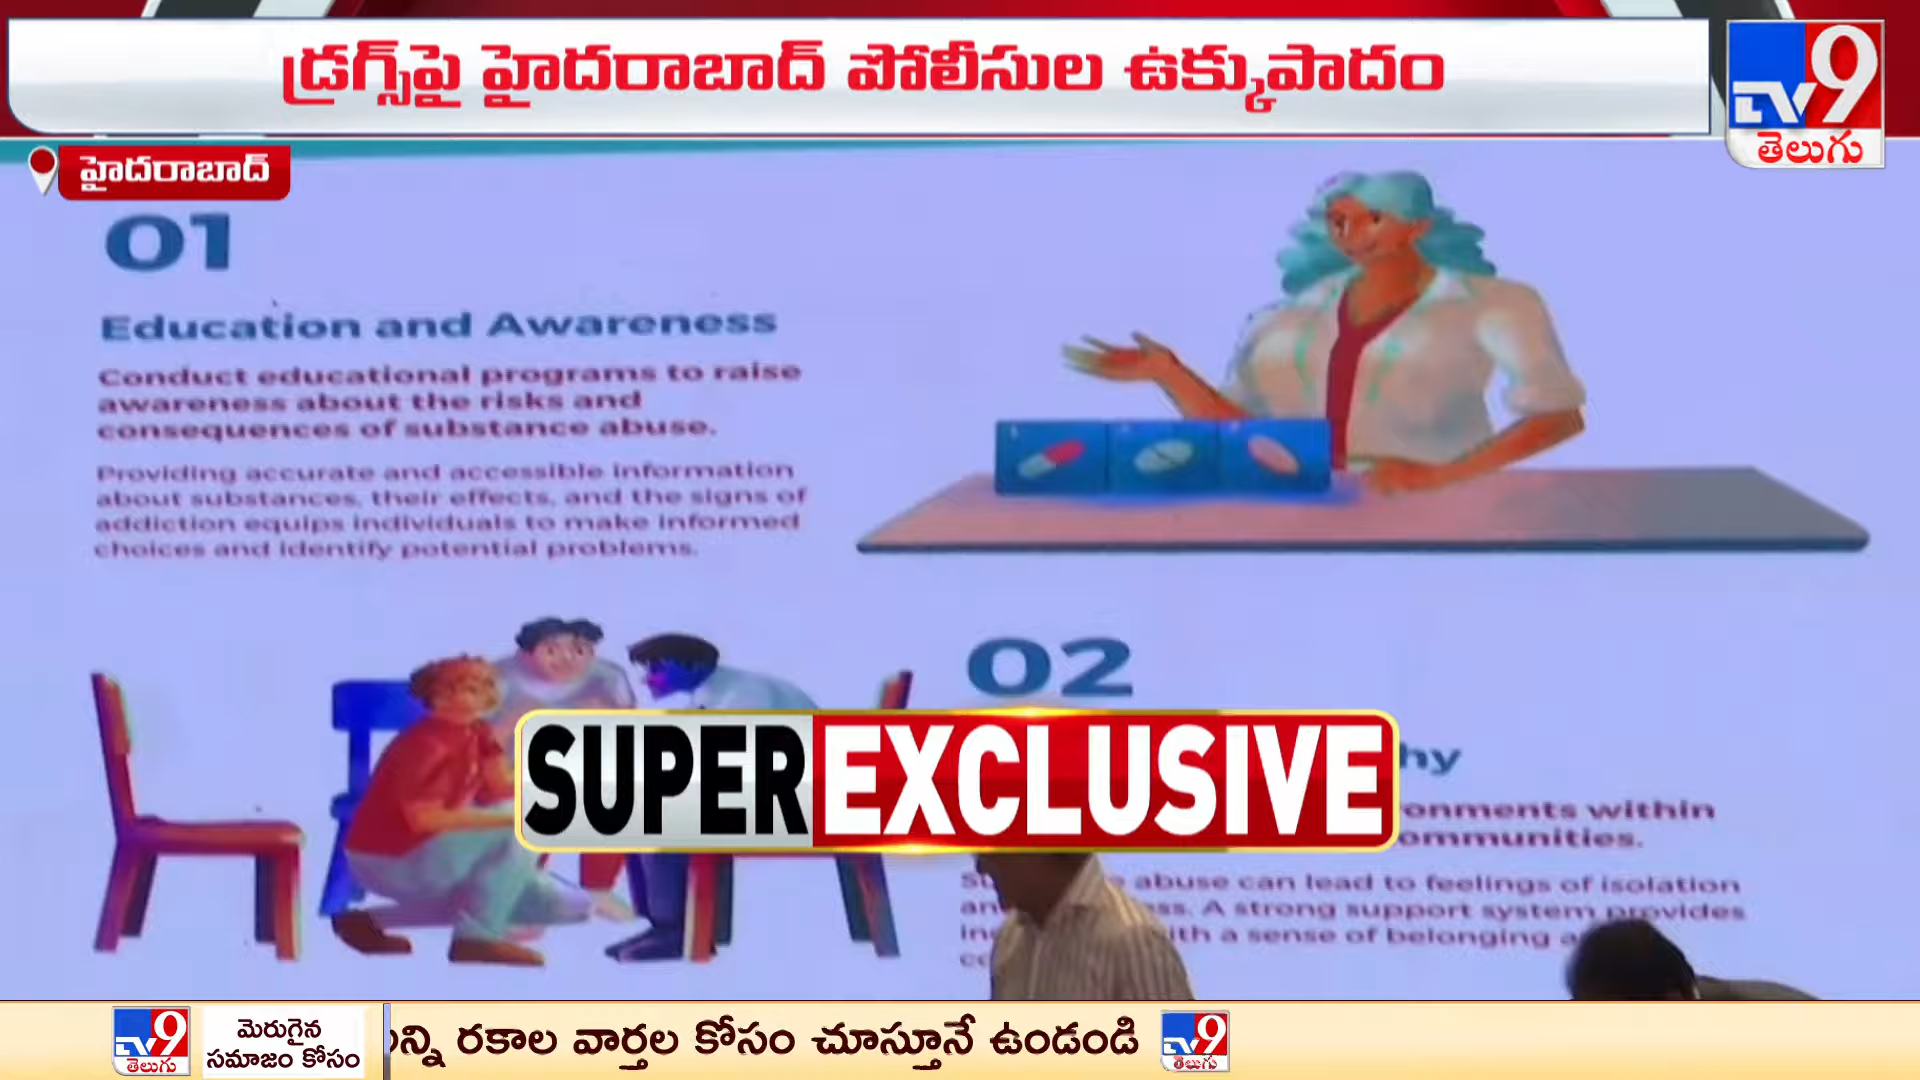 డ్రగ్స్‌పై హైదరాబాద్ పోలీసుల ఉక్కుపాదం
TV9
తెలుగు
హైదరాబాద్
01
Education and Awareness
Conduct educational programs to raise
awareness about the risks and
consequences of substance abuse.
Providing accurate and accessible information
about substances, their effects, and the signs of
addiction equips individuals to make informed
choices and identify potential problems.
02
SUPER EXCLUSIVE
onments within
ommunities.
abuse can lead to feelings of isolation
A strong support system provides
ith a sense of belonging
TV9
తెలుగు
మెరుగైన
సమాజం కోసం
న్ని రకాల వార్తల కోసం చూస్తూనే ఉండండి
TV9
తెలుగు